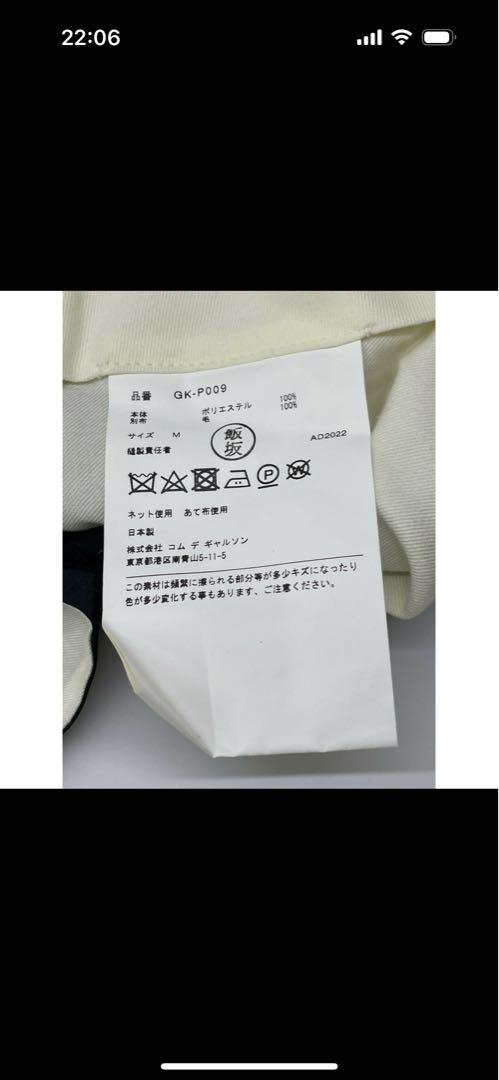 22:06
品番 GK-P009
本体 ポリエステル 100%
別布 毛 100%
サイズ M
縫製責任者 飯坂 AD2022
ネット使用 あて布使用
日本製
株式会社 コム デ ギャルソン
東京都港区南青山5-11-5
この素材は頻繁に擦られる部分等が多少キズになったり
色が多少変化する事もあります、ご注意ください。